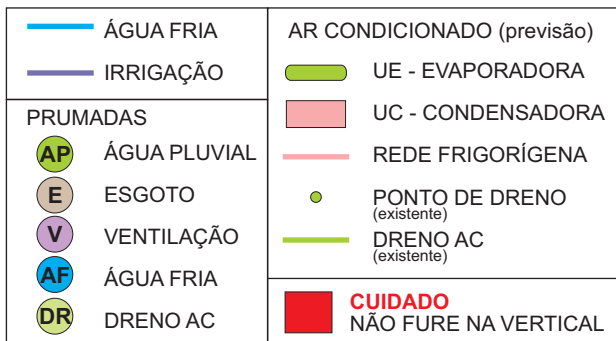 ÁGUA FRIA
IRRIGAÇÃO
PRUMADAS
AP ÁGUA PLUVIAL
E ESGOTO
V VENTILAÇÃO
AF ÁGUA FRIA
DR DRENO AC
AR CONDICIONADO (previsão)
UE - EVAPORADORA
UC - CONDENSADORA
REDE FRIGORÍGENA
PONTO DE DRENO
(existente)
DRENO AC
(existente)
CUIDADO
NÃO FURE NA VERTICAL